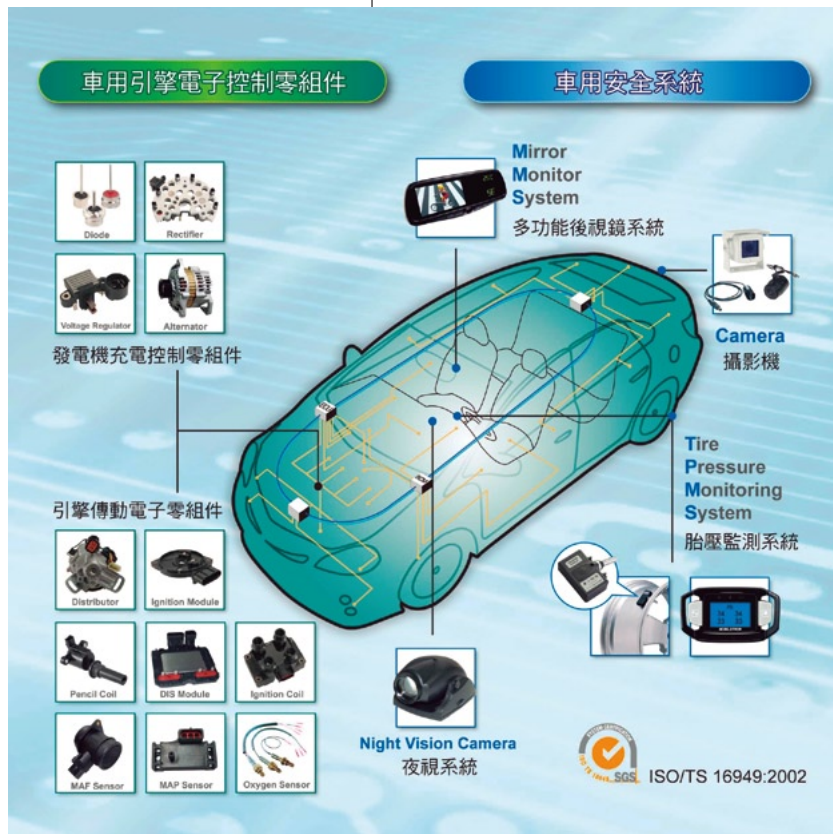 車用引擎電子控制零組件
車用安全系統
Diode
Rectifier
Voltage Regulator
Alternator
發電機充電控制零組件
引擎傳動電子零組件
Distributor
Ignition Module
Pencil Coil
DIS Module
Ignition Coil
MAF Sensor
MAP Sensor
Oxygen Sensor
Mirror
Monitor
System
多功能後視鏡系統
Camera
攝影機
Tire
Pressure
Monitoring
System
胎壓監測系統
Night Vision Camera
夜視系統
SGS
ISO/TS 16949:2002